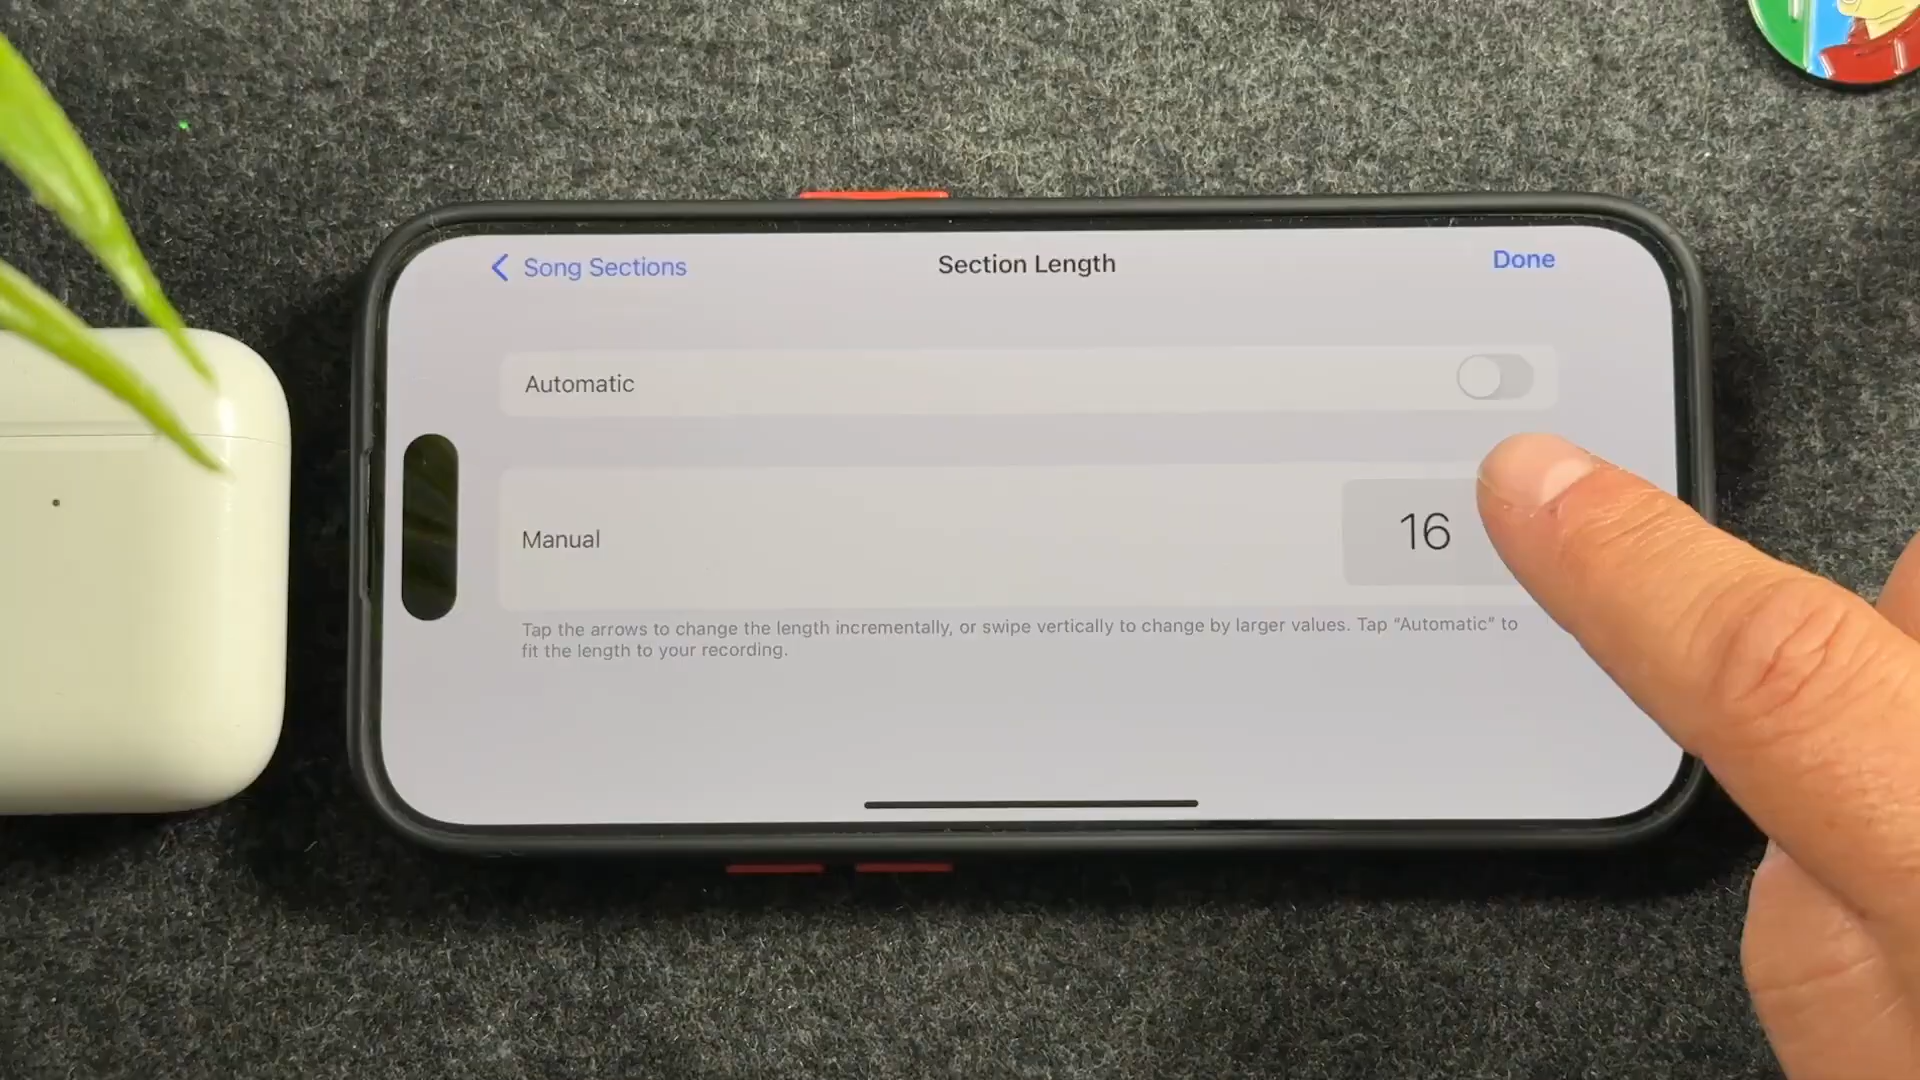 Song Sections
Section Length
Done
Automatic
Manual
16
Tap the arrows to change the length incrementally, or swipe vertically to change by larger values. Tap “Automatic” to
fit the length to your recording.